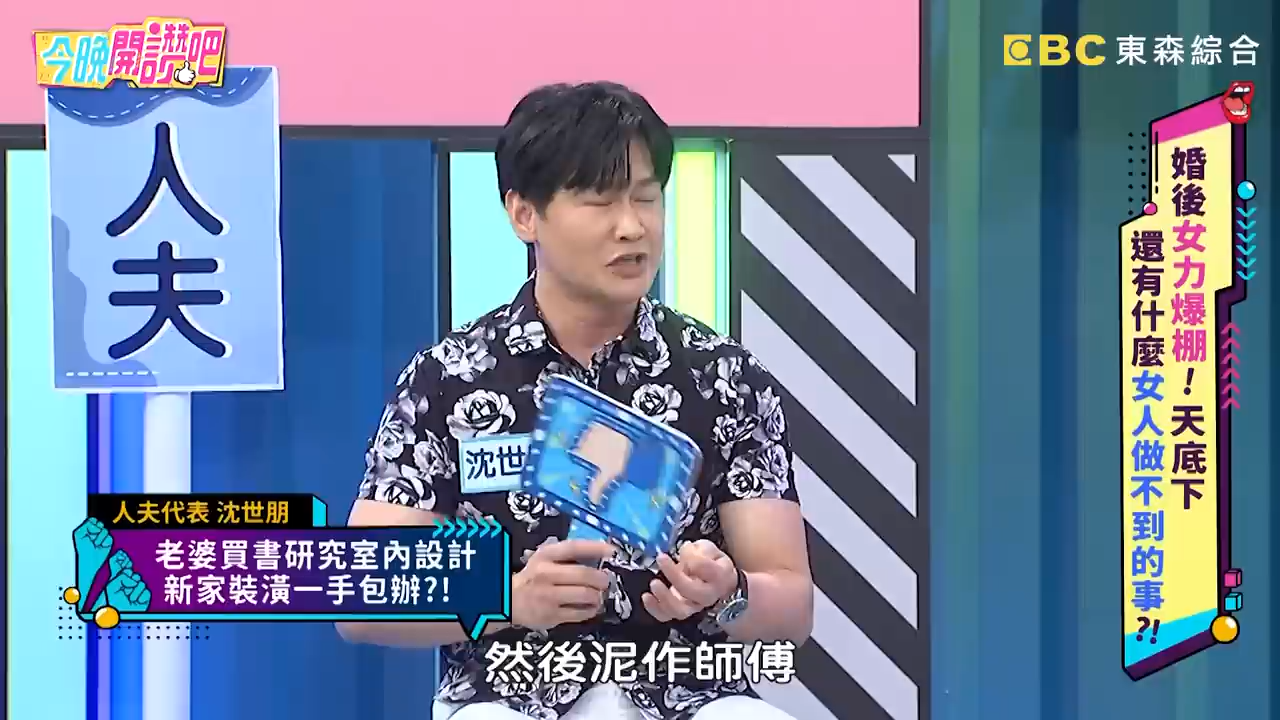 今晚開讚吧
EBC 東森綜合
人夫
婚後女力爆棚!天底下
還有什麼女人做不到的事?!
沈世
人夫代表 沈世朋
老婆買書研究室內設計
新家裝潢一手包辦?!
然後泥作師傅